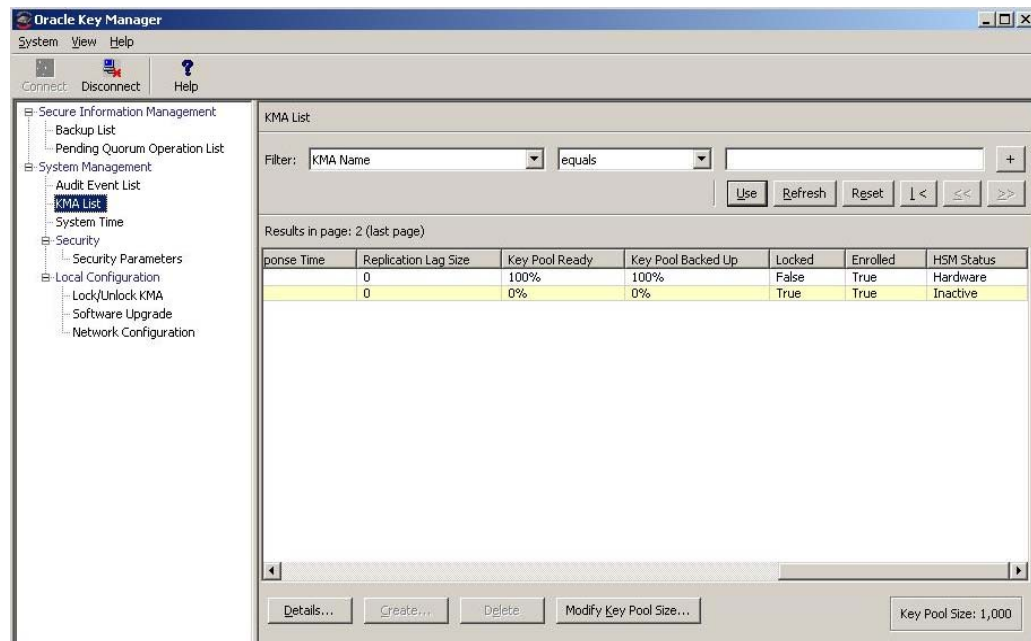 Oracle Key Manager
System View Help
Connect Disconnect Help
Secure Information Management
Backup List
Pending Quorum Operation List
System Management
Audit Event List
KMA List
System Time
Security
Security Parameters
Local Configuration
Lock/Unlock KMA
Software Upgrade
Network Configuration
KMA List
Filter: KMA Name equals +
Use Refresh Reset |< << >>
Results in page: 2 (last page)
ponse Time Replication Lag Size Key Pool Ready Key Pool Backed Up Locked Enrolled HSM Status
0 100% 100% False True Hardware
0 0% 0% True True Inactive
Details... Create... Delete Modify Key Pool Size... Key Pool Size: 1,000